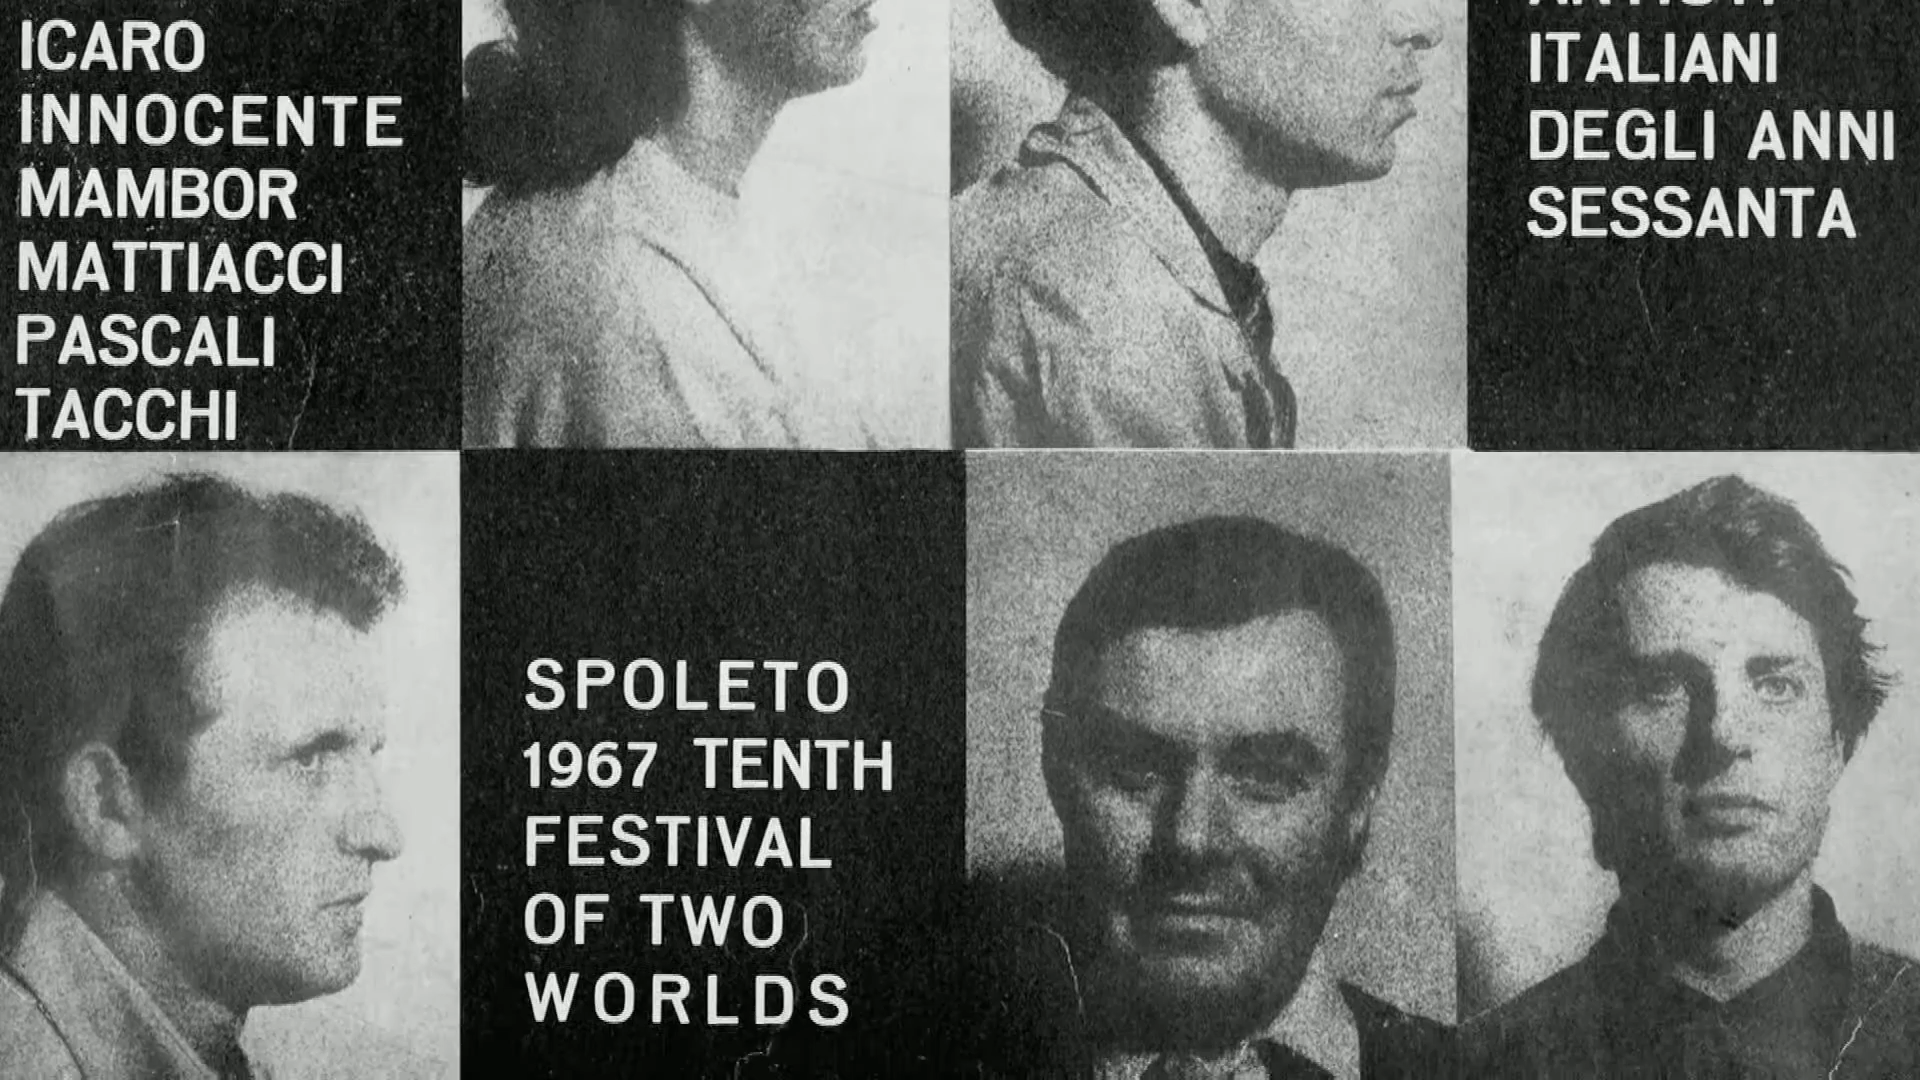 ICARO
INNOCENTE
MAMBOR
MATTIACCI
PASCALI
TACCHI
ITALIANI
DEGLI ANNI
SESSANTA
SPOLETO
1967 TENTH
FESTIVAL
OF TWO
WORLDS